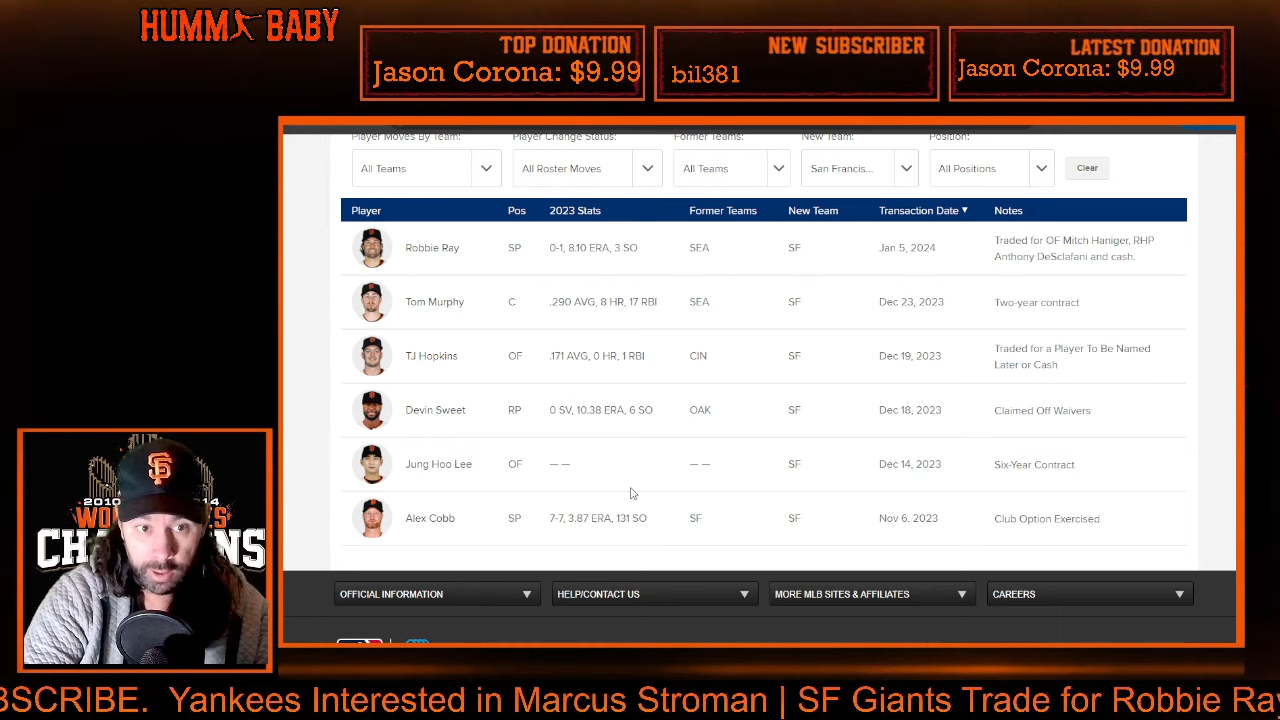 HUMM BABY
TOP DONATION
Jason Corona: $9.99
NEW SUBSCRIBER
bil381
LATEST DONATION
Jason Corona: $9.99
Player Moves By Team:
Player Change Status:
Former Teams:
New Team:
Position:
All Teams
All Roster Moves
All Teams
San Francis...
All Positions
Clear
Player Pos 2023 Stats Former Teams New Team Transaction Date ▼ Notes
Robbie Ray SP 0-1, 8.10 ERA, 3 SO SEA SF Jan 5, 2024 Traded for OF Mitch Haniger, RHP
Anthony DeSclafani and cash.
Tom Murphy C .290 AVG, 8 HR, 17 RBI SEA SF Dec 23, 2023 Two-year contract
TJ Hopkins OF .171 AVG, 0 HR, 1 RBI CIN SF Dec 19, 2023 Traded for a Player To Be Named
Later or Cash
Devin Sweet RP 0 SV, 10.38 ERA, 6 SO OAK SF Dec 18, 2023 Claimed Off Waivers
Jung Hoo Lee OF — — — — SF Dec 14, 2023 Six-Year Contract
Alex Cobb SP 7-7, 3.87 ERA, 131 SO SF SF Nov 6, 2023 Club Option Exercised
OFFICIAL INFORMATION
HELP/CONTACT US
MORE MLB SITES & AFFILIATES
CAREERS
SF
2010
14
BSCRIBE. Yankees Interested in Marcus Stroman | SF Giants Trade for Robbie Ra